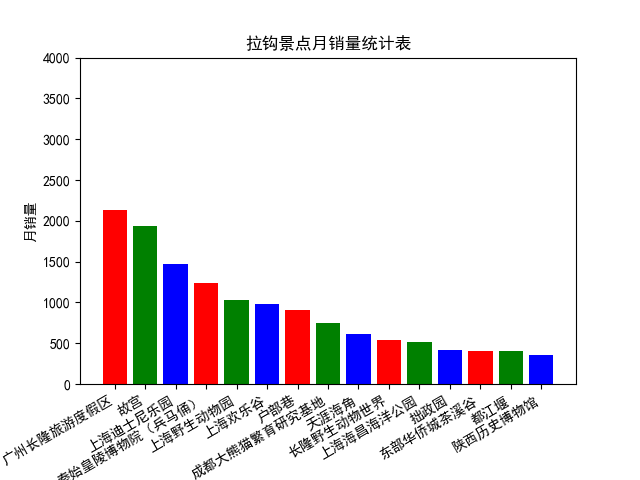 拉钩景点月销量统计表
月销量
4000
3500
3000
2500
2000
1500
1000
500
0
广州长隆旅游度假区
故宫
上海迪士尼乐园
秦始皇陵博物院（兵马俑）
上海野生动物园
上海欢乐谷
户部巷
成都大熊猫繁育研究基地
天涯海角
长隆野生动物世界
上海海昌海洋公园
拙政园
东部华侨城茶溪谷
都江堰
陕西历史博物馆